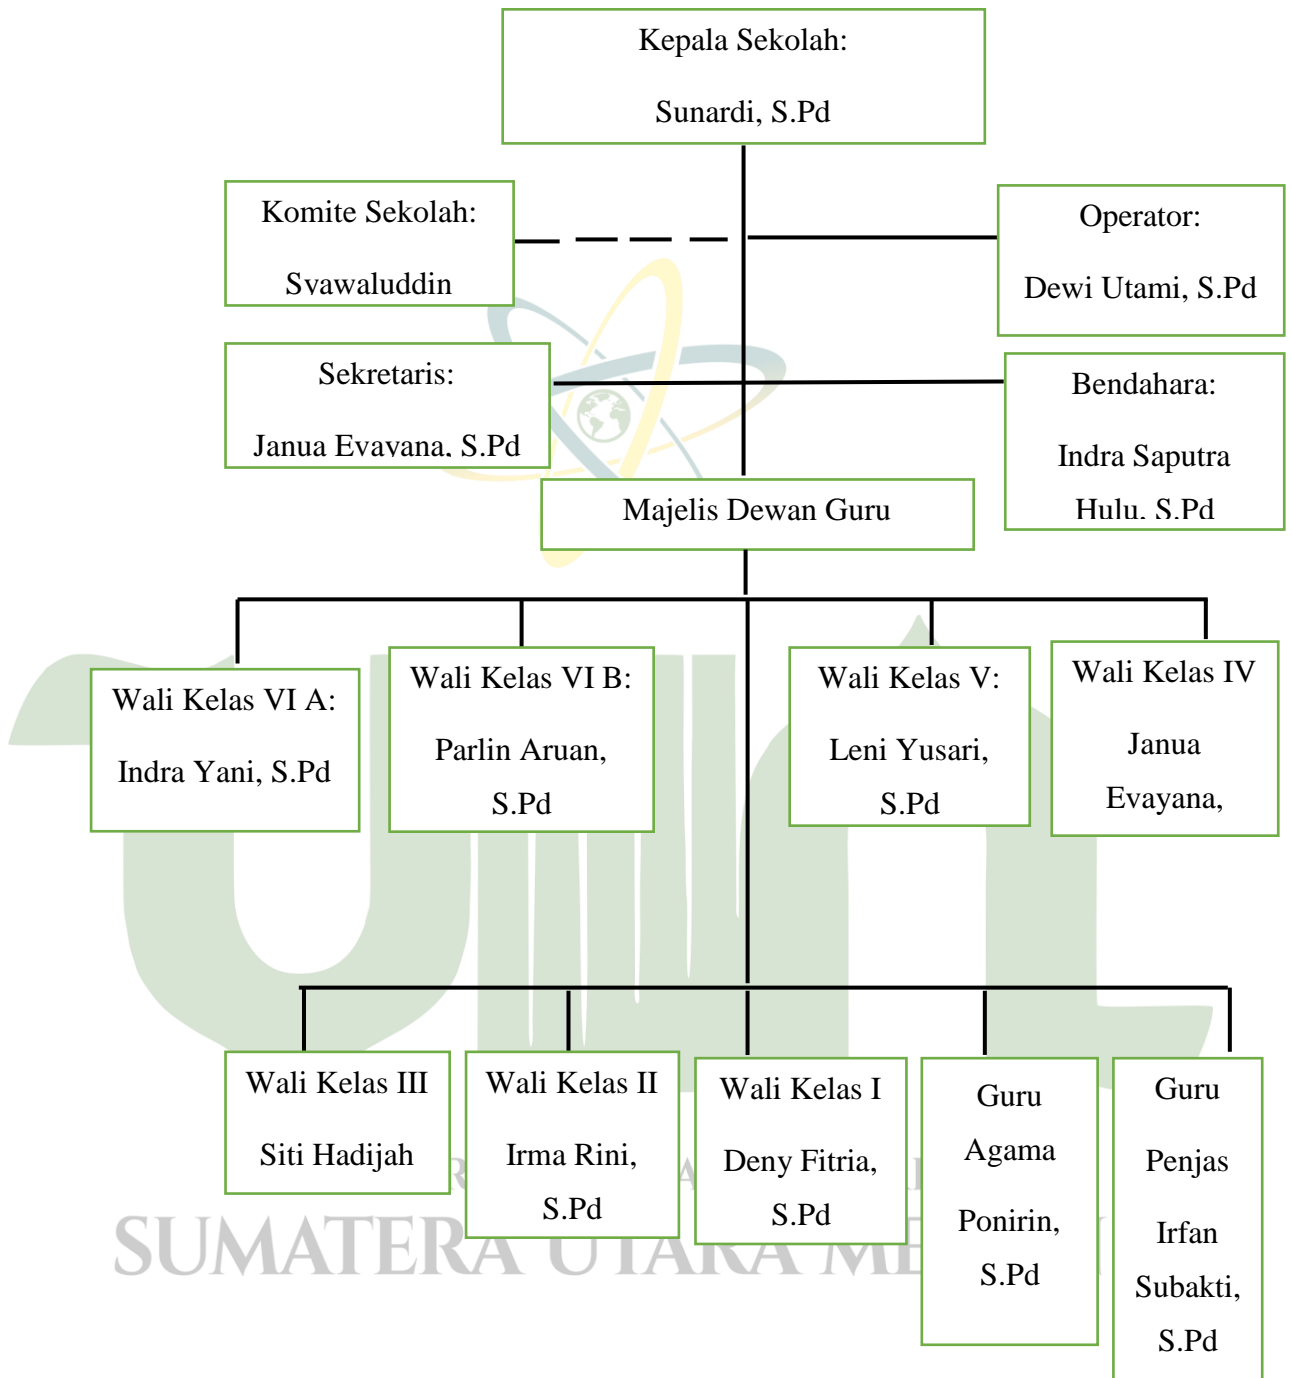 Kepala Sekolah:
Sunardi, S.Pd
Komite Sekolah:
Syawaluddin
Operator:
Dewi Utami, S.Pd
Sekretaris:
Janua Evayana, S.Pd
Bendahara:
Indra Saputra
Hulu, S.Pd
Majelis Dewan Guru
Wali Kelas VI A:
Indra Yani, S.Pd
Wali Kelas VI B:
Parlin Aruan,
S.Pd
Wali Kelas V:
Leni Yusari,
S.Pd
Wali Kelas IV
Janua
Evayana,
Wali Kelas III
Siti Hadijah
Wali Kelas II
Irma Rini,
S.Pd
Wali Kelas I
Deny Fitria,
S.Pd
Guru
Agama
Ponirin,
S.Pd
Guru
Penjas
Irfan
Subakti,
S.Pd
SUMATERA UTARA